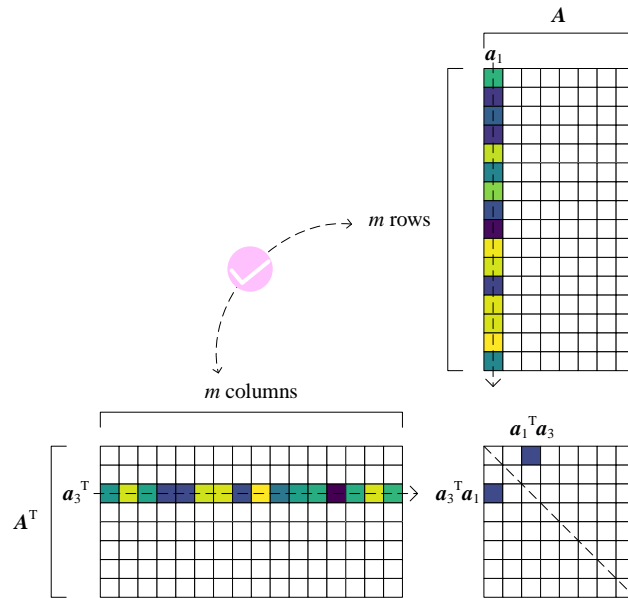 A
a₁
m rows
m columns
a₁ᵀa₃
a₃ᵀ
a₃ᵀa₁
Aᵀ